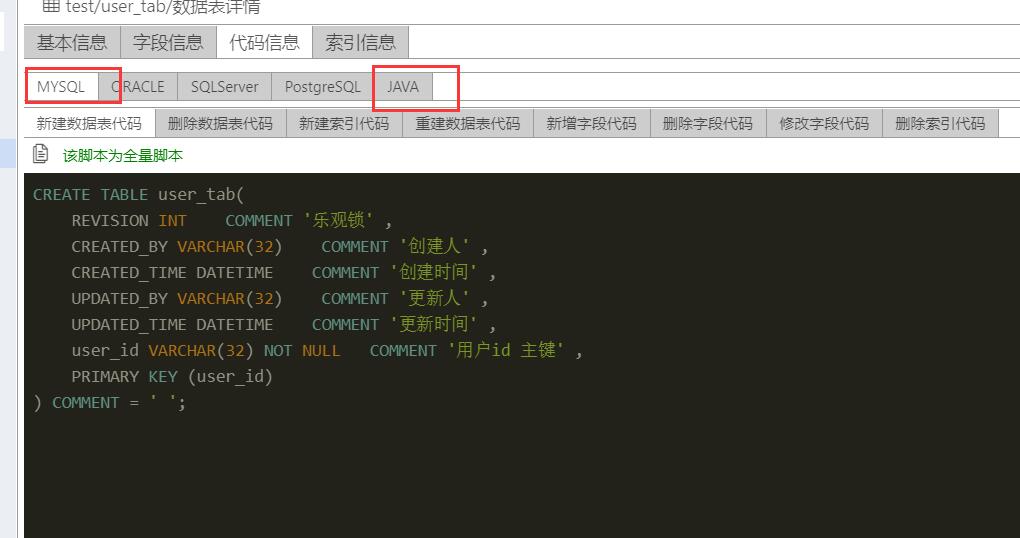 test/user_tab/数据表详情
基本信息 字段信息 代码信息 索引信息
MYSQL ORACLE SQLServer PostgreSQL JAVA
新建数据表代码 删除数据表代码 新建索引代码 重建数据表代码 新增字段代码 删除字段代码 修改字段代码 删除索引代码
该脚本为全量脚本
CREATE TABLE user_tab(
    REVISION INT    COMMENT '乐观锁' ,
    CREATED_BY VARCHAR(32)    COMMENT '创建人' ,
    CREATED_TIME DATETIME    COMMENT '创建时间' ,
    UPDATED_BY VARCHAR(32)    COMMENT '更新人' ,
    UPDATED_TIME DATETIME    COMMENT '更新时间' ,
    user_id VARCHAR(32) NOT NULL   COMMENT '用户id 主键' ,
    PRIMARY KEY (user_id)
) COMMENT = ' ';